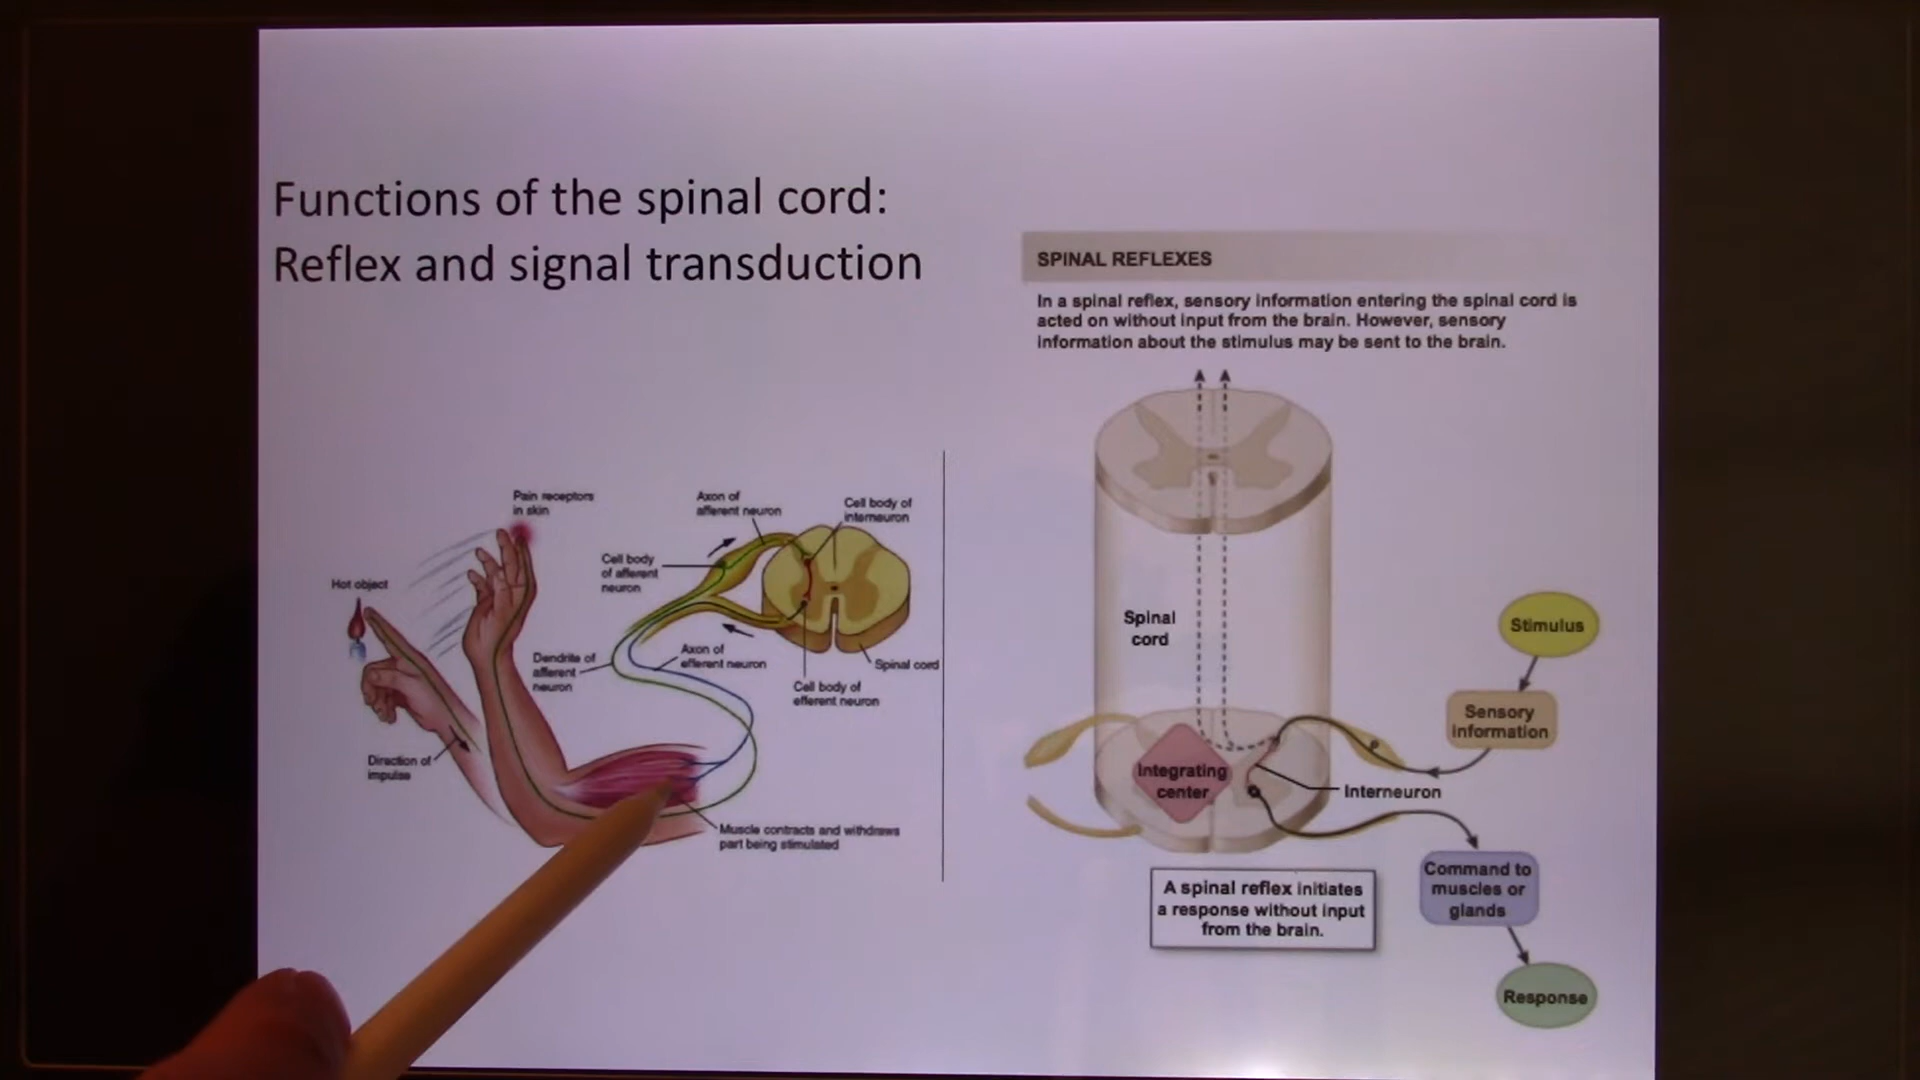 Functions of the spinal cord:
Reflex and signal transduction
Pain receptors
in skin
Hot object
Direction of
impulse
Axon of
afferent neuron
Cell body of
interneuron
Cell body
of afferent
neuron
Dendrite of
afferent
neuron
Axon of
efferent neuron
Spinal cord
Cell body of
efferent neuron
Muscle contracts and withdraws
part being stimulated
SPINAL REFLEXES
In a spinal reflex, sensory information entering the spinal cord is
acted on without input from the brain. However, sensory
information about the stimulus may be sent to the brain.
Spinal
cord
Stimulus
Sensory
information
Integrating
center
Interneuron
Command to
muscles or
glands
A spinal reflex initiates
a response without input
from the brain.
Response